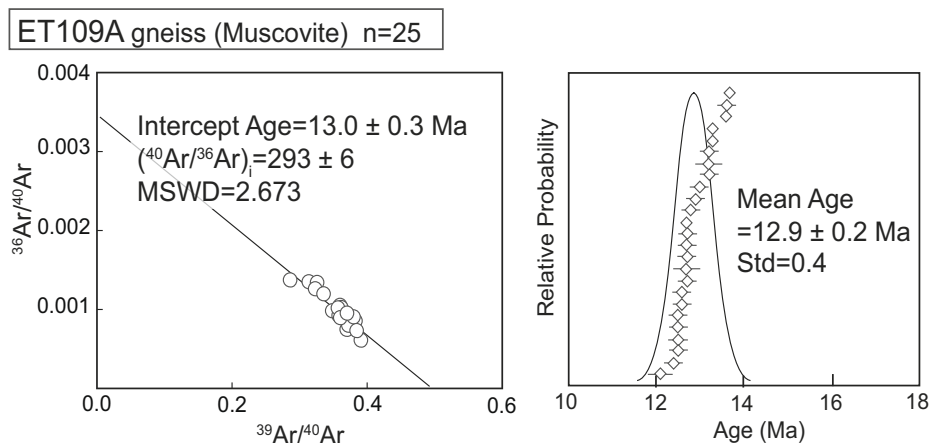 ET109A gneiss (Muscovite) n=25
0.004
0.003
0.002
0.001
0.000
³⁶Ar/⁴⁰Ar
Intercept Age=13.0 ± 0.3 Ma
(⁴⁰Ar/³⁶Ar)ᵢ=293 ± 6
MSWD=2.673
0.0 0.2 0.4 0.6
³⁹Ar/⁴⁰Ar
Relative Probability
Mean Age
=12.9 ± 0.2 Ma
Std=0.4
10 12 14 16 18
Age (Ma)